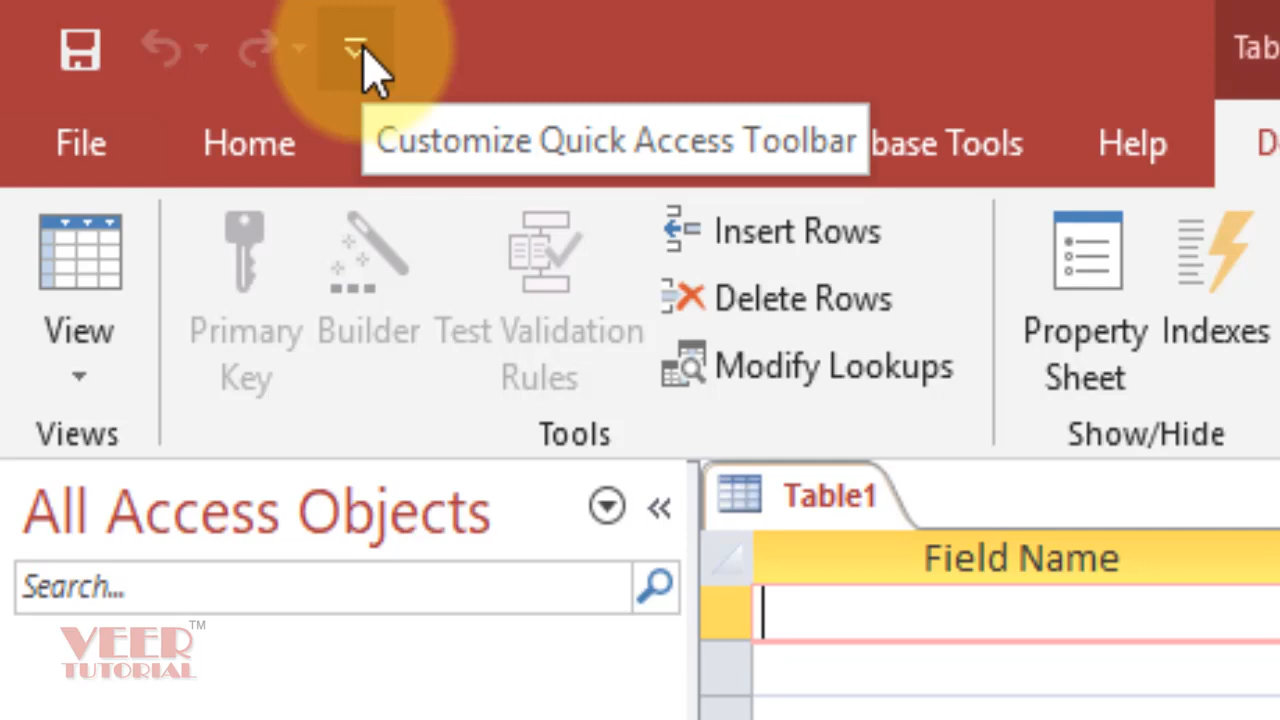 Tab
File Home base Tools Help D
Customize Quick Access Toolbar
View
Primary Key
Builder
Test Validation Rules
Insert Rows
Delete Rows
Modify Lookups
Property Sheet
Indexes
Views Tools Show/Hide
All Access Objects
Search...
Table1
Field Name
VEER™
TUTORIAL